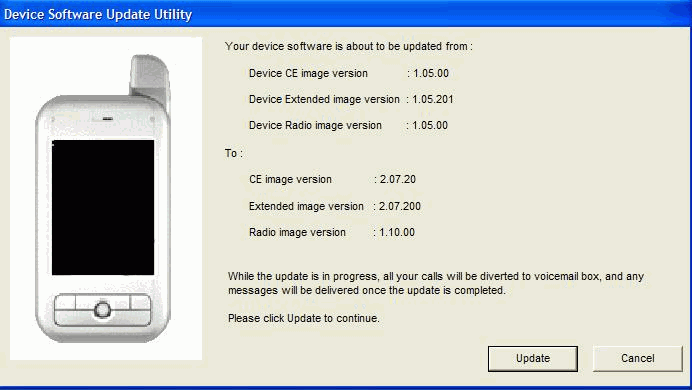 Device Software Update Utility
Your device software is about to be updated from :
Device CE image version : 1.05.00
Device Extended image version : 1.05.201
Device Radio image version : 1.05.00
To :
CE image version : 2.07.20
Extended image version : 2.07.200
Radio image version : 1.10.00
While the update is in progress, all your calls will be diverted to voicemail box, and any
messages will be delivered once the update is completed.
Please click Update to continue.
Update Cancel